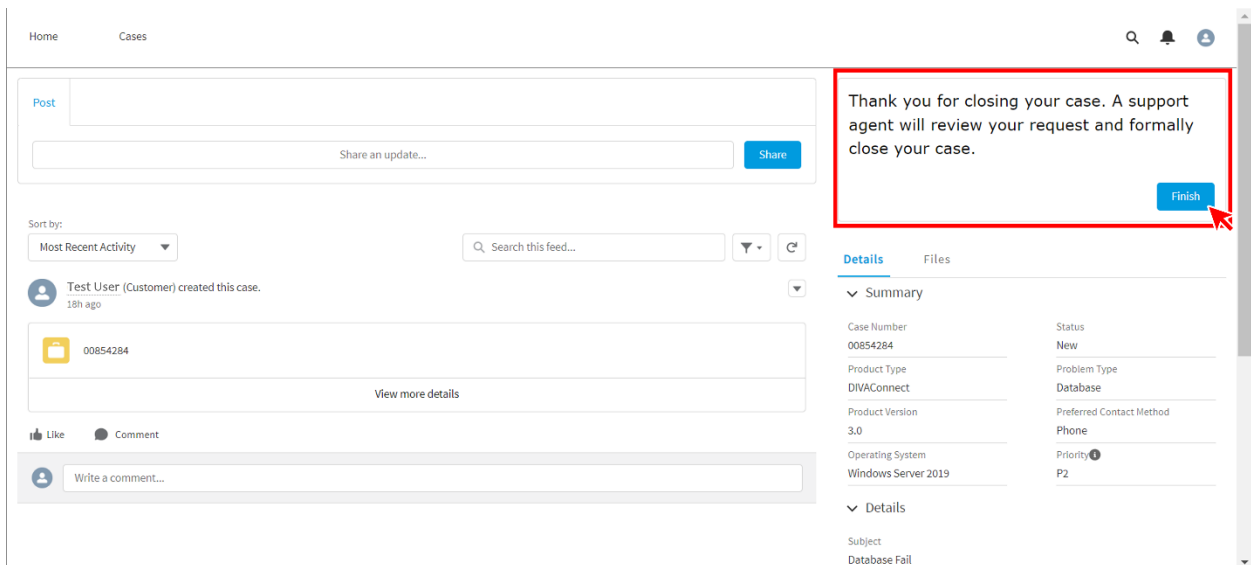 Home
Cases
Post
Share an update...
Share
Thank you for closing your case. A support
agent will review your request and formally
close your case.
Finish
Sort by:
Most Recent Activity
Search this feed...
Test User (Customer) created this case.
18h ago
00854284
View more details
Like
Comment
Write a comment...
Details
Files
Summary
Case Number
00854284
Status
New
Product Type
DIVAConnect
Problem Type
Database
Product Version
3.0
Preferred Contact Method
Phone
Operating System
Windows Server 2019
Priority
P2
Details
Subject
Database Fail